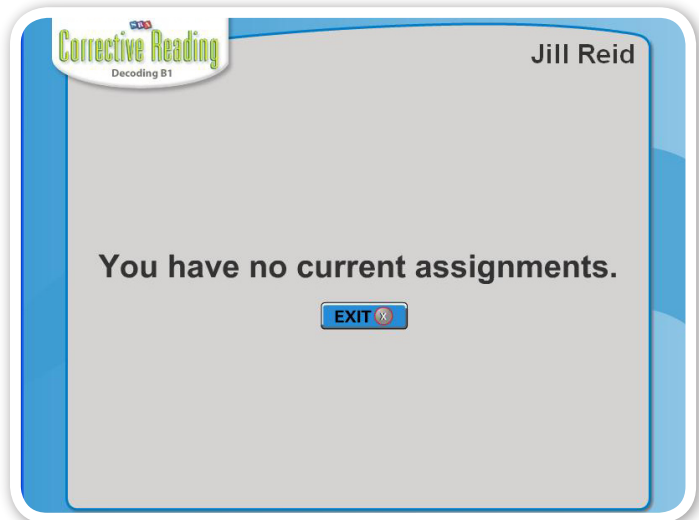 SRA
Corrective Reading
Decoding B1
Jill Reid
You have no current assignments.
EXIT X